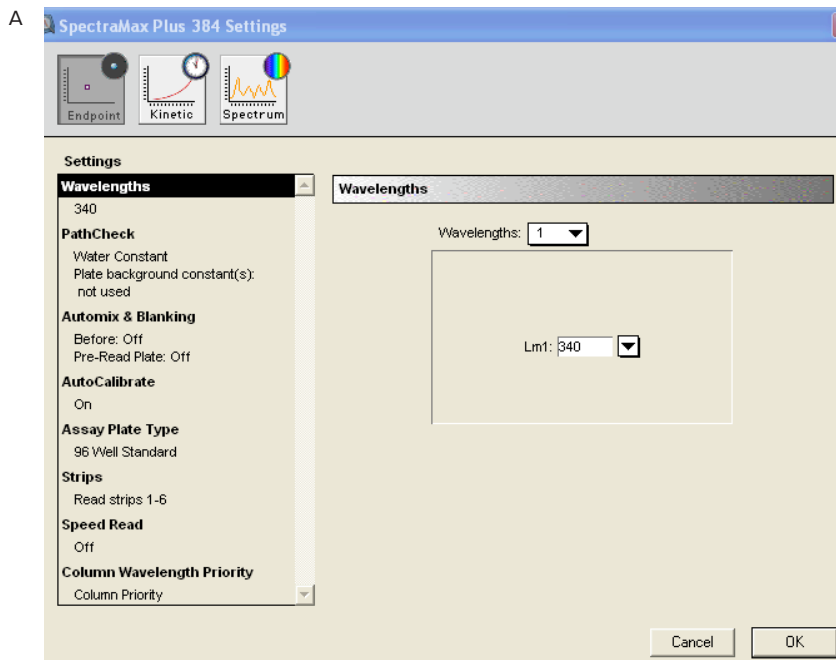 A
SpectraMax Plus 384 Settings
Endpoint
Kinetic
Spectrum
Settings
Wavelengths
340
PathCheck
Water Constant
Plate background constant(s):
not used
Automix & Blanking
Before: Off
Pre-Read Plate: Off
AutoCalibrate
On
Assay Plate Type
96 Well Standard
Strips
Read strips 1-6
Speed Read
Off
Column Wavelength Priority
Column Priority
Wavelengths
Wavelengths: 1
Lm1: 340
Cancel
OK